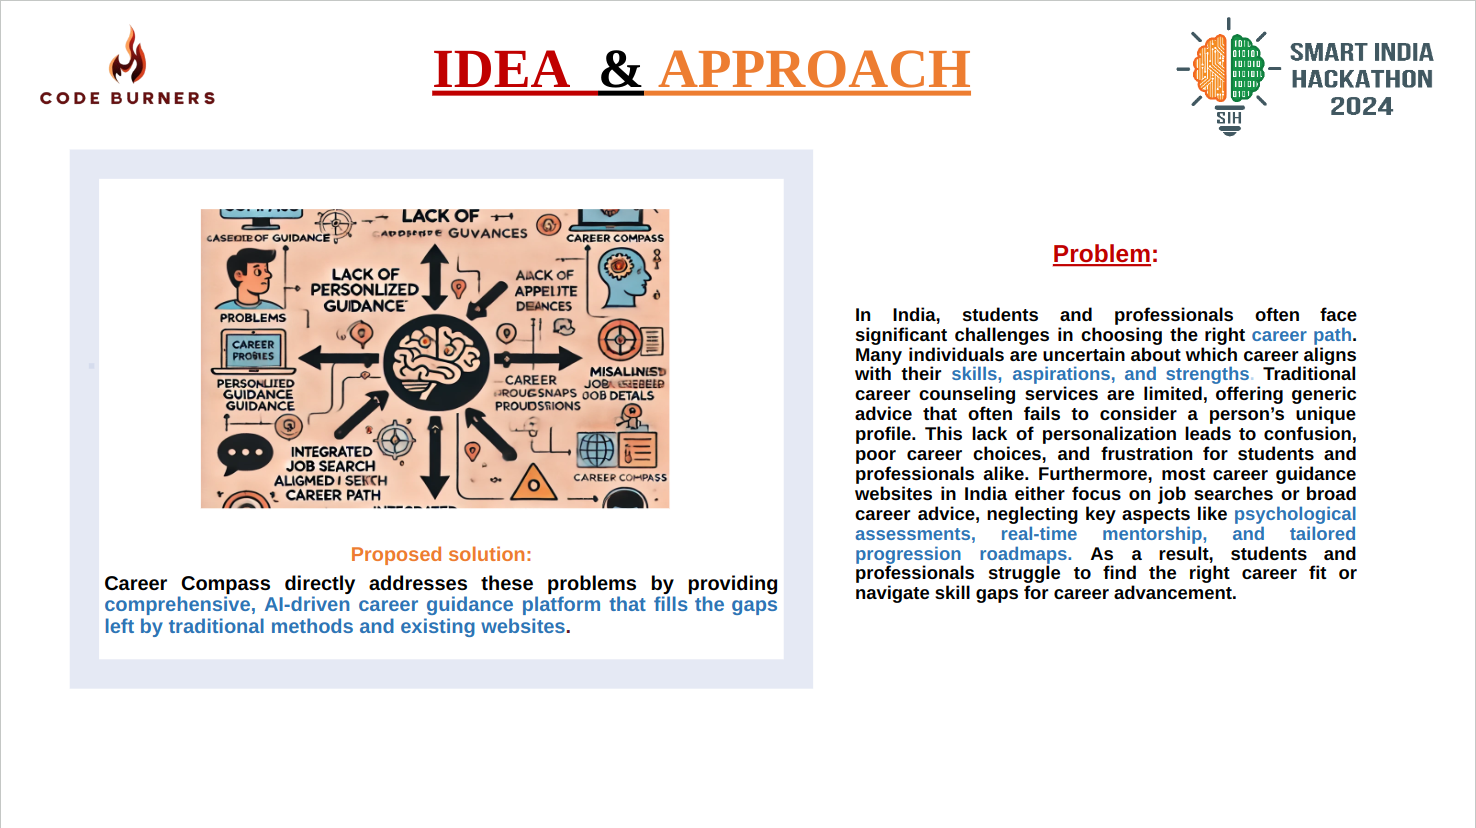 CODE BURNERS
IDEA & APPROACH
SIH
SMART INDIA
HACKATHON
2024
LACK OF
GUVANCES
OF GUIDANCE
CAREER COMPASS
LACK OF
PERSONLIZED
GUIDANCE
AACK OF
APPELITE
DEANCES
PROBLEMS
CAREER
PROBIES
PERSONLIIED
GUIDANCE
GUIDANCE
MISALINISD
JOB
OOB DETALS
CAREER
PROUGSNAPS
PROUDSSIONS
INTEGRATED
JOB SEARCH
ALIGMED I SEKCH
CAREER PATH
CAREER COMPASS
Proposed solution:
Career Compass directly addresses these problems by providing
comprehensive, AI-driven career guidance platform that fills the gaps
left by traditional methods and existing websites.
Problem:
In India, students and professionals often face
significant challenges in choosing the right career path.
Many individuals are uncertain about which career aligns
with their skills, aspirations, and strengths. Traditional
career counseling services are limited, offering generic
advice that often fails to consider a person’s unique
profile. This lack of personalization leads to confusion,
poor career choices, and frustration for students and
professionals alike. Furthermore, most career guidance
websites in India either focus on job searches or broad
career advice, neglecting key aspects like psychological
assessments, real-time mentorship, and tailored
progression roadmaps. As a result, students and
professionals struggle to find the right career fit or
navigate skill gaps for career advancement.